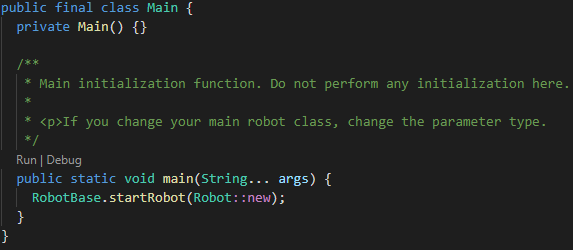 public final class Main {
private Main() {}
/**
* Main initialization function. Do not perform any initialization here.
*
* <p>If you change your main robot class, change the parameter type.
*/
Run | Debug
public static void main(String... args) {
RobotBase.startRobot(Robot::new);
}
}